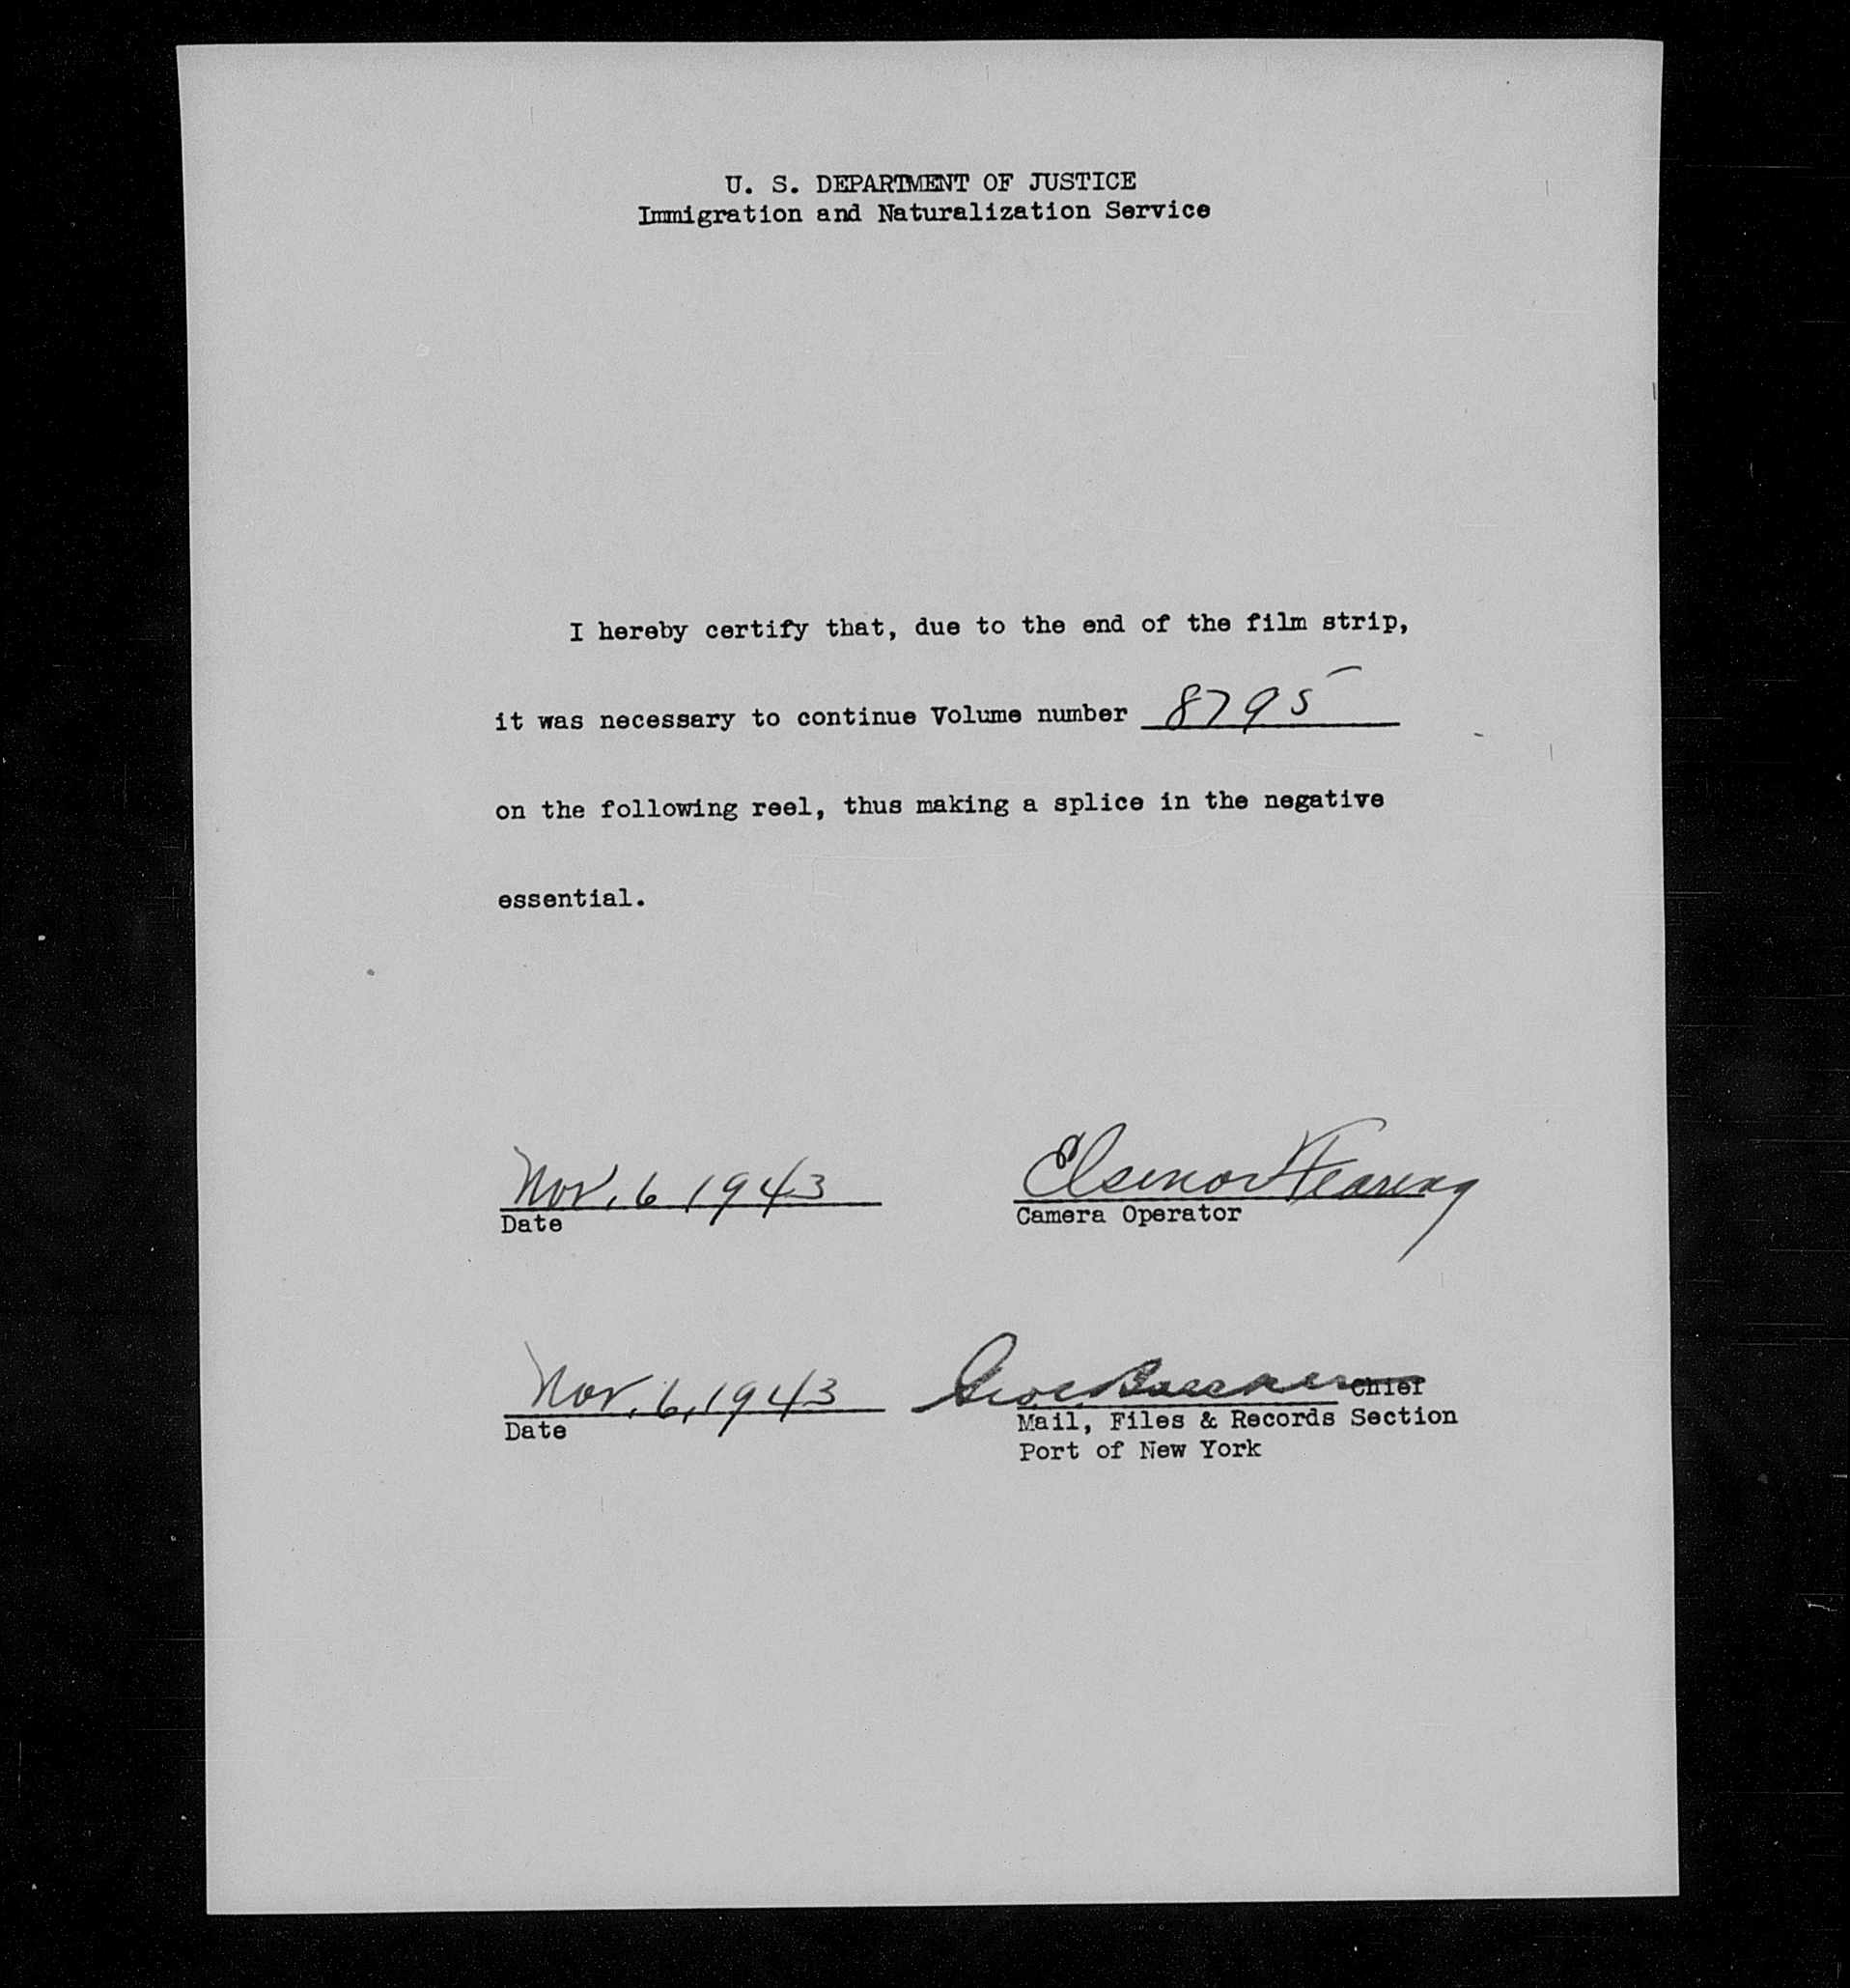 U. S. DEPARTMENT OF JUSTICE
Immigration and Naturalization Service
I hereby certify that, due to the end of the film strip,
it was necessary to continue Volume number 8795
on the following reel, thus making a splice in the negative
essential.
Nov. 6 1943
Date
Camera Operator
Nov. 6, 1943
Date
Chief
Mail, Files & Records Section
Port of New York